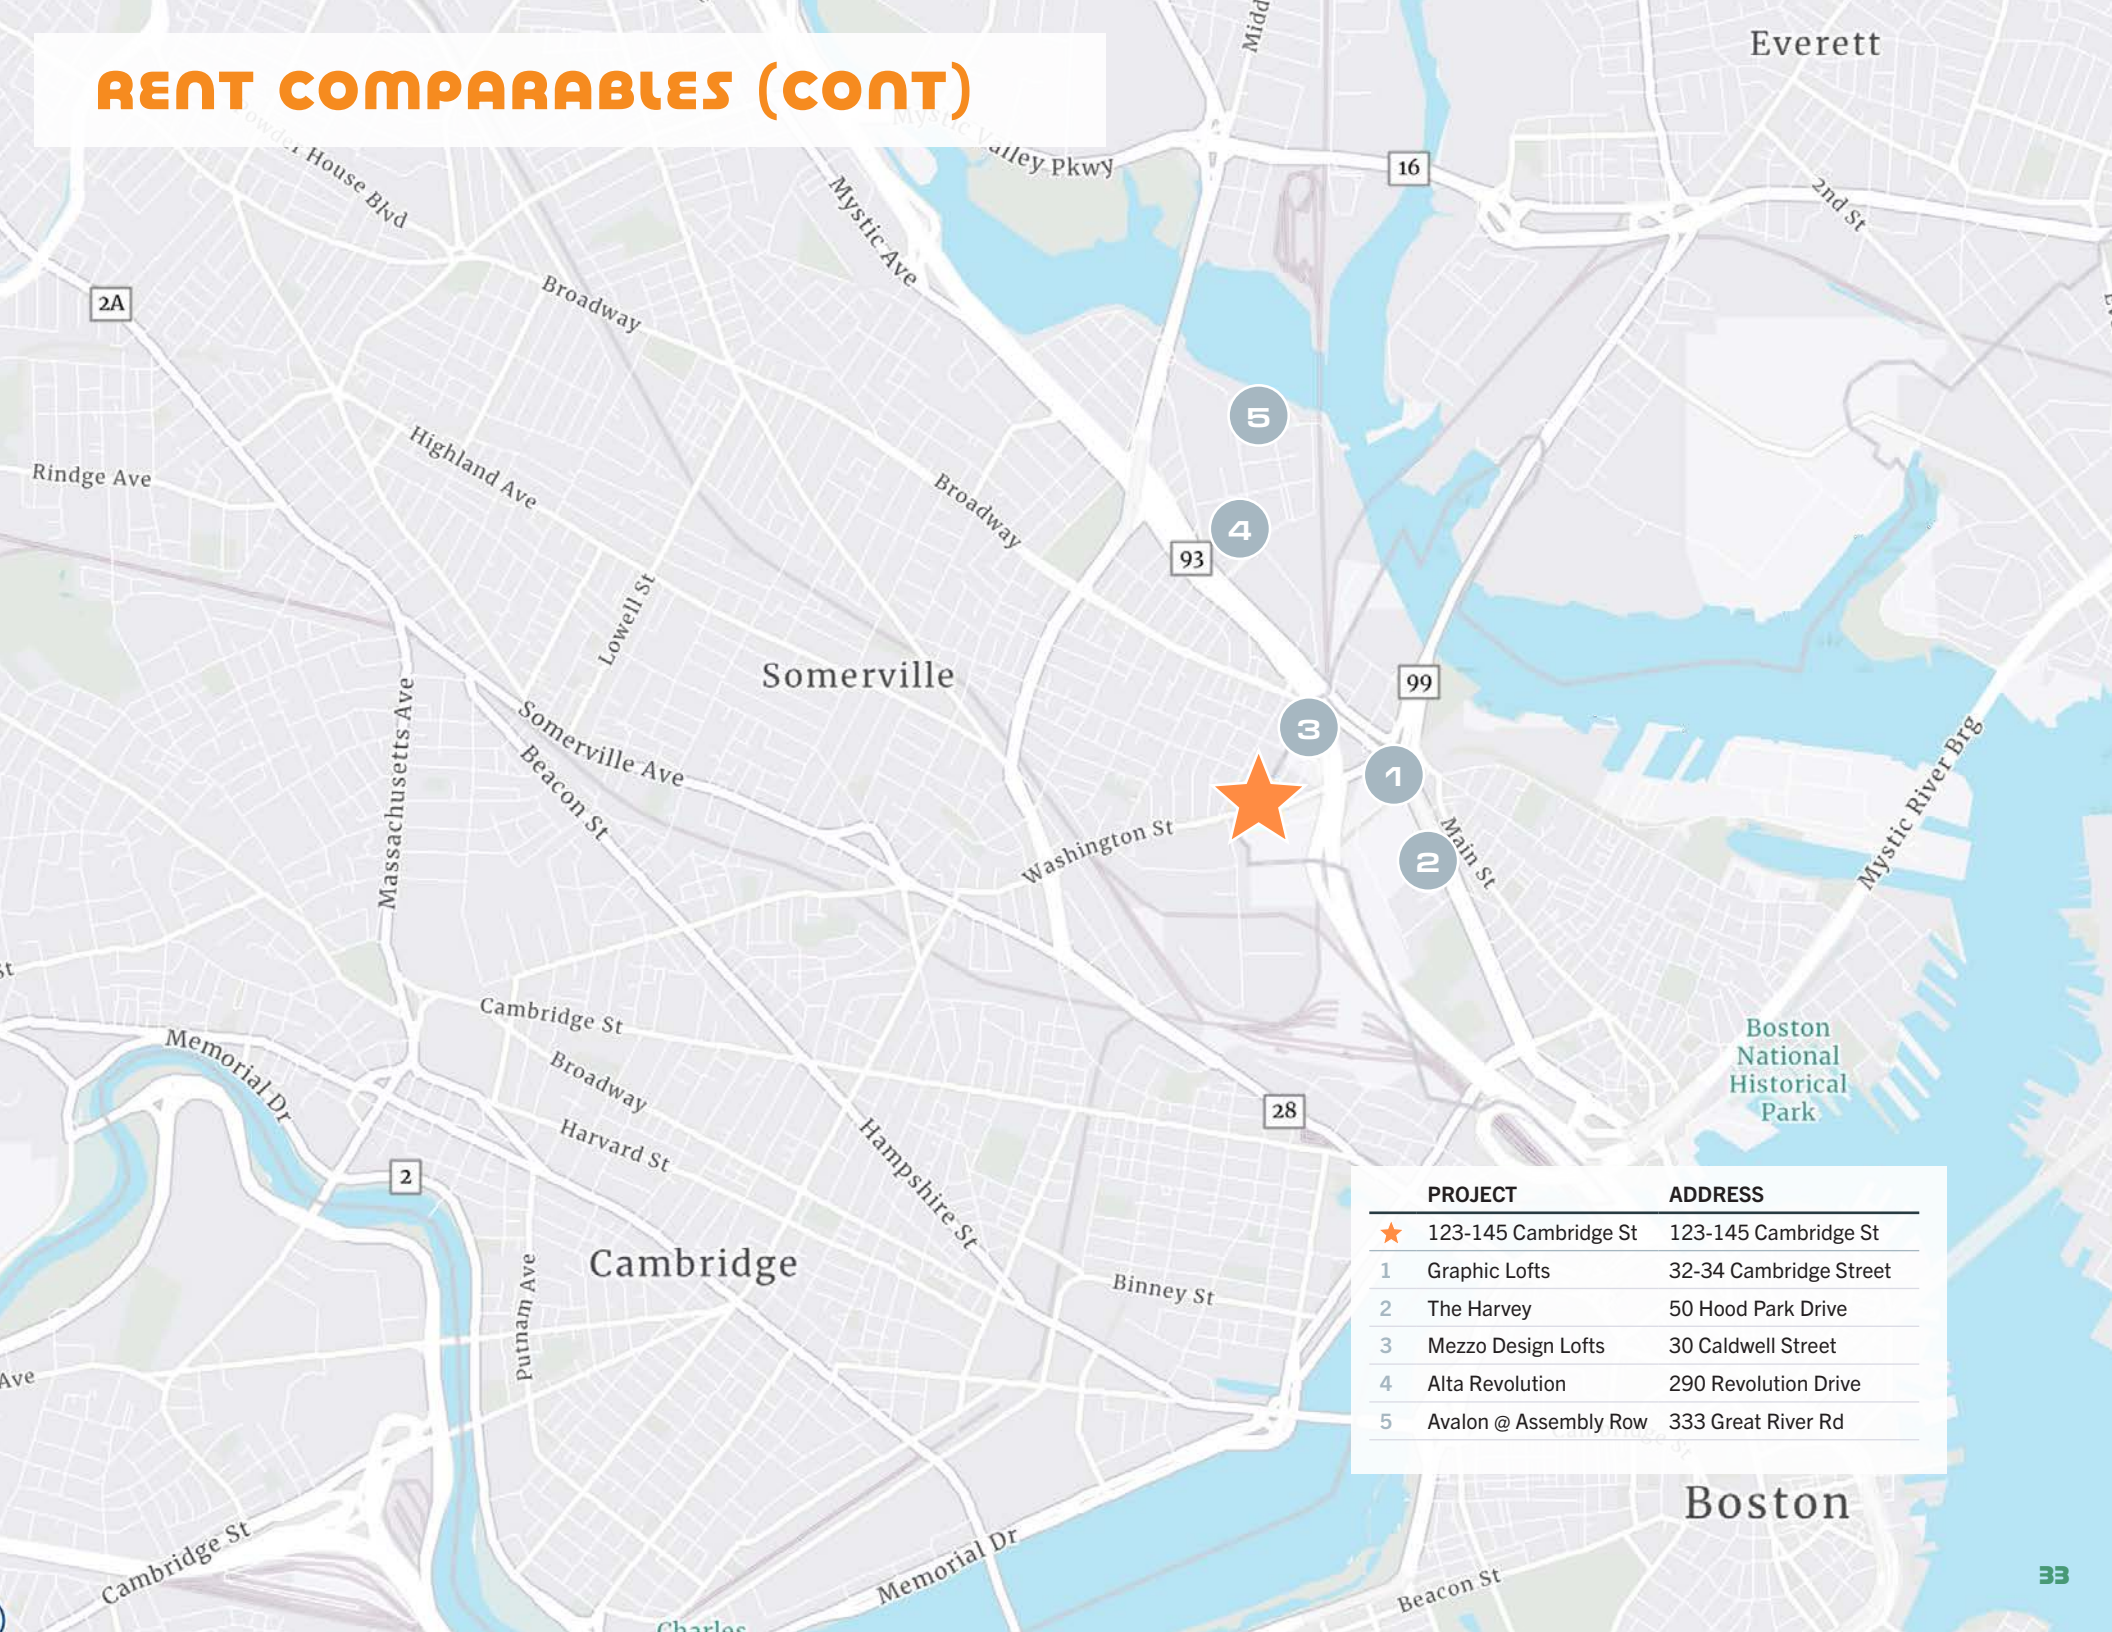 RENT COMPARABLES (CONT)
Everett
Mystic Valley Pkwy
16
House Blvd
Mystic Ave
2nd St
2A
Broadway
5
Highland Ave
Rindge Ave
Broadway
4
93
Lowell St
Somerville
99
Massachusetts Ave
Somerville Ave
3
Mystic River Brg
Beacon St
1
Washington St
Main St
2
Cambridge St
Memorial Dr
Broadway
Boston
National
Historical
Park
28
Harvard St
Hampshire St
2
Putnam Ave
Cambridge
Binney St
PROJECT ADDRESS
123-145 Cambridge St 123-145 Cambridge St
1 Graphic Lofts 32-34 Cambridge Street
2 The Harvey 50 Hood Park Drive
3 Mezzo Design Lofts 30 Caldwell Street
4 Alta Revolution 290 Revolution Drive
5 Avalon @ Assembly Row 333 Great River Rd
Ave
Boston
Cambridge St
Memorial Dr
Beacon St
33